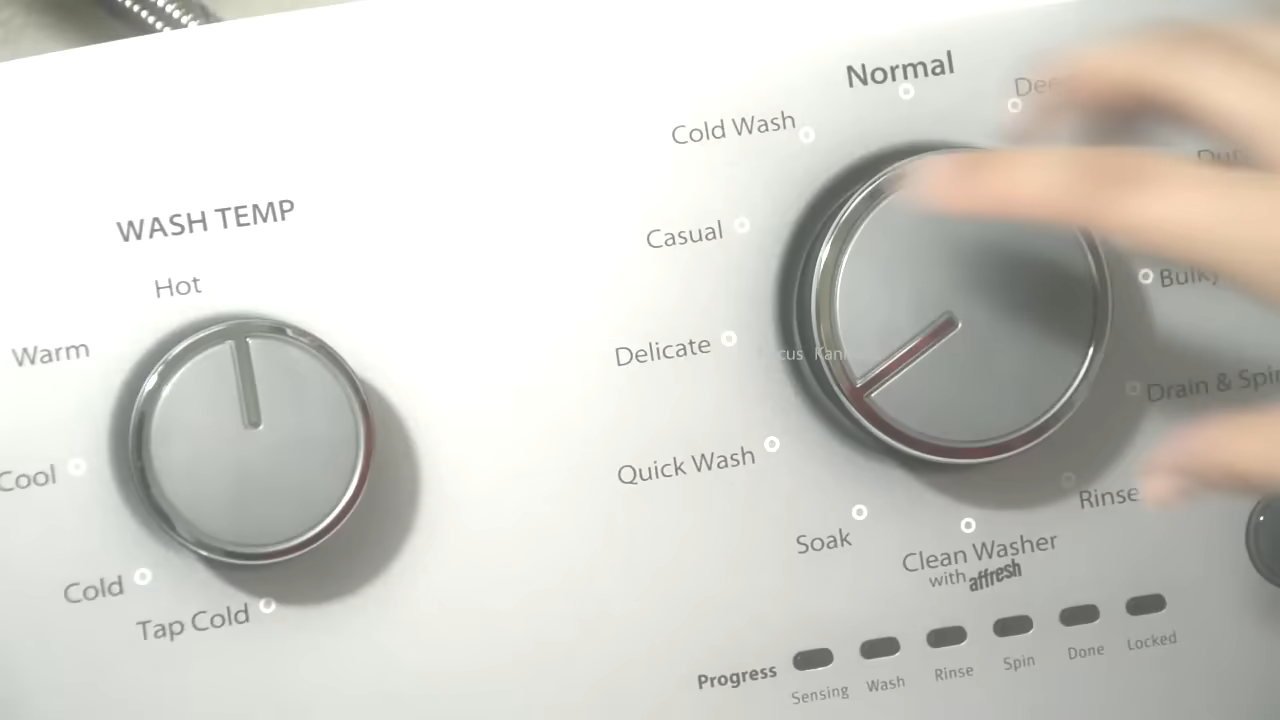 Normal
Cold Wash
WASH TEMP
Casual
Hot
Bulky
Warm
Delicate
Drain & Spin
Cool
Quick Wash
Rinse
Soak
Clean Washer
with affresh
Cold
Tap Cold
Progress
Sensing Wash Rinse Spin Done Locked